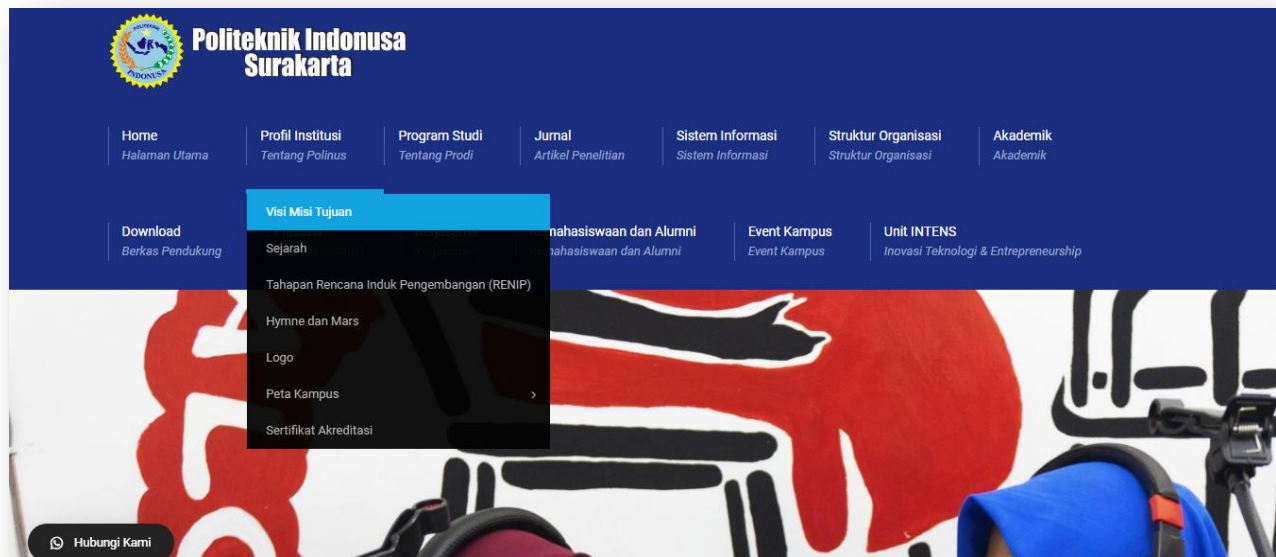 POLITEKNIK
INDONUSA
Politeknik Indonusa
Surakarta
Home
Halaman Utama
Profil Institusi
Tentang Polinus
Program Studi
Tentang Prodi
Jurnal
Artikel Penelitian
Sistem Informasi
Sistem Informasi
Struktur Organisasi
Struktur Organisasi
Akademik
Akademik
Visi Misi Tujuan
Sejarah
Tahapan Rencana Induk Pengembangan (RENIP)
Hymne dan Mars
Logo
Peta Kampus
Sertifikat Akreditasi
Download
Berkas Pendukung
mahasiswaan dan Alumni
mahasiswaan dan Alumni
Event Kampus
Event Kampus
Unit INTENS
Inovasi Teknologi & Entrepreneurship
Hubungi Kami